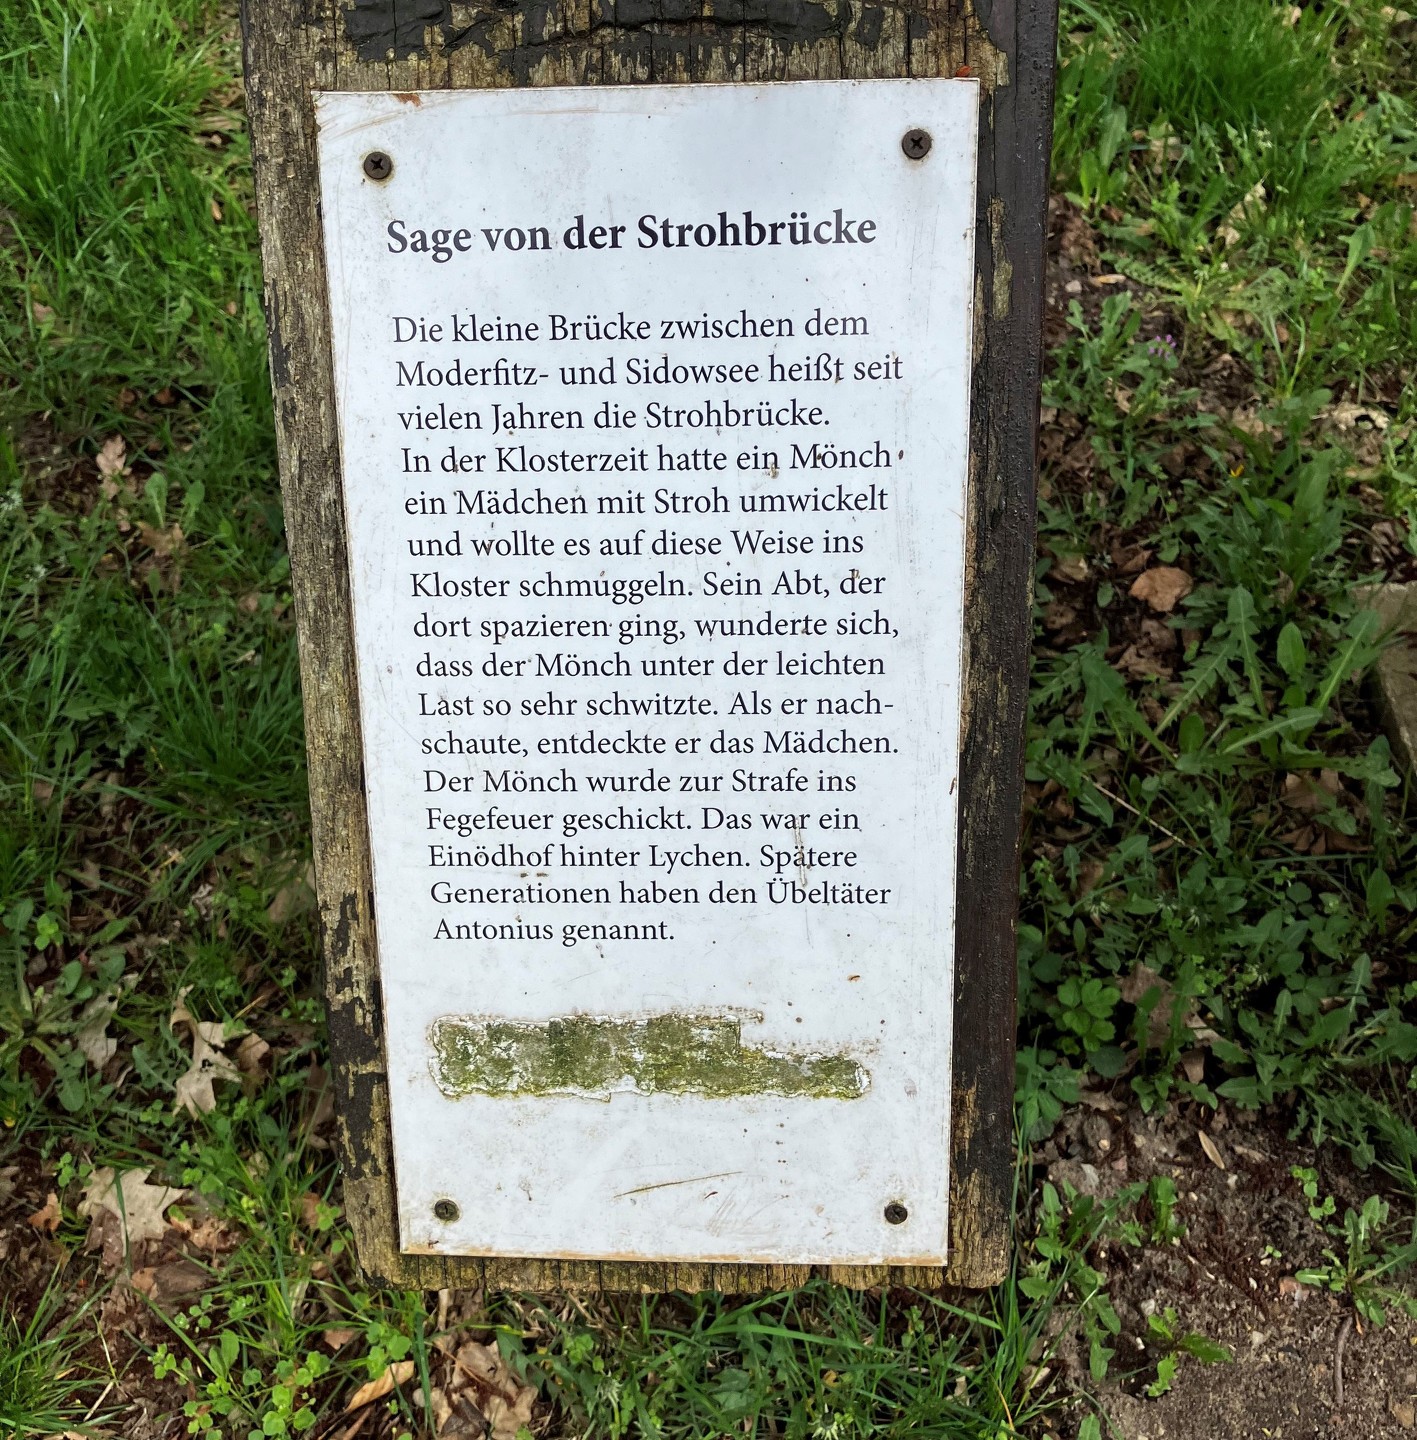 Sage von der Strohbrücke
Die kleine Brücke zwischen dem
Moderfitz- und Sidowsee heißt seit
vielen Jahren die Strohbrücke.
In der Klosterzeit hatte ein Mönch
ein Mädchen mit Stroh umwickelt
und wollte es auf diese Weise ins
Kloster schmuggeln. Sein Abt, der
dort spazieren ging, wunderte sich,
dass der Mönch unter der leichten
Last so sehr schwitzte. Als er nach-
schaute, entdeckte er das Mädchen.
Der Mönch wurde zur Strafe ins
Fegefeuer geschickt. Das war ein
Einödhof hinter Lychen. Spätere
Generationen haben den Übeltäter
Antonius genannt.